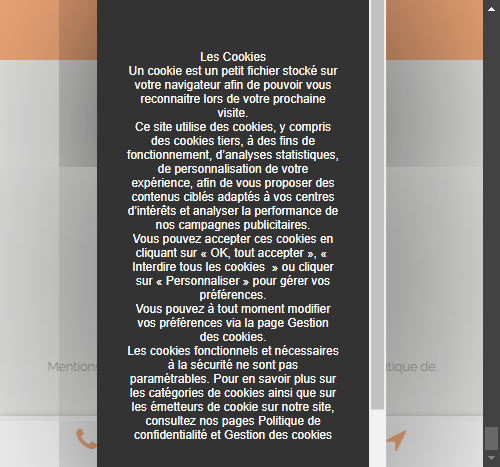 Les Cookies
Un cookie est un petit fichier stocké sur
votre navigateur afin de pouvoir vous
reconnaitre lors de votre prochaine
visite.
Ce site utilise des cookies, y compris
des cookies tiers, à des fins de
fonctionnement, d'analyses statistiques,
de personnalisation de votre
expérience, afin de vous proposer des
contenus ciblés adaptés à vos centres
d'intérêts et analyser la performance de
nos campagnes publicitaires.
Vous pouvez accepter ces cookies en
cliquant sur « OK, tout accepter », «
Interdire tous les cookies  » ou cliquer
sur « Personnaliser » pour gérer vos
préférences.
Vous pouvez à tout moment modifier
vos préférences via la page Gestion
des cookies.
Les cookies fonctionnels et nécessaires
à la sécurité ne sont pas
paramétrables. Pour en savoir plus sur
les catégories de cookies ainsi que sur
les émetteurs de cookie sur notre site,
consultez nos pages Politique de
confidentialité et Gestion des cookies
Mentions
de